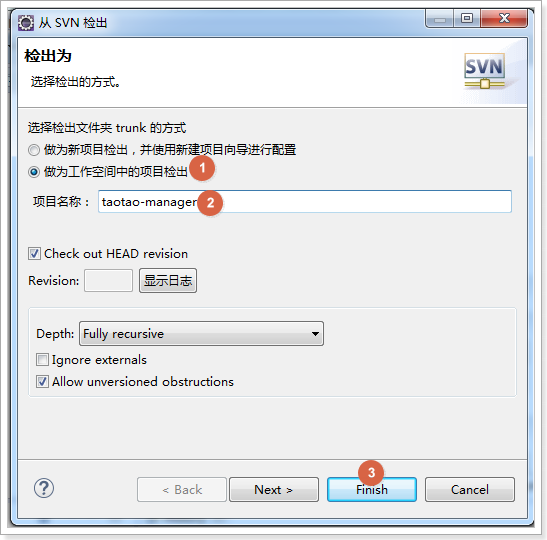 从 SVN 检出
检出为
选择检出的方式。
SVN
选择检出文件夹 trunk 的方式
做为新项目检出，并使用新建项目向导进行配置
做为工作空间中的项目检出 1
项目名称： taotao-manager 2
Check out HEAD revision
Revision: 显示日志
Depth: Fully recursive
Ignore externals
Allow unversioned obstructions
3
? < Back Next > Finish Cancel